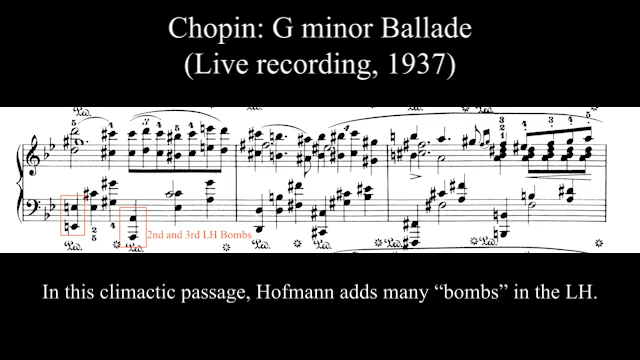 Chopin: G minor Ballade
(Live recording, 1937)
2nd and 3rd LH Bombs
In this climactic passage, Hofmann adds many “bombs” in the LH.